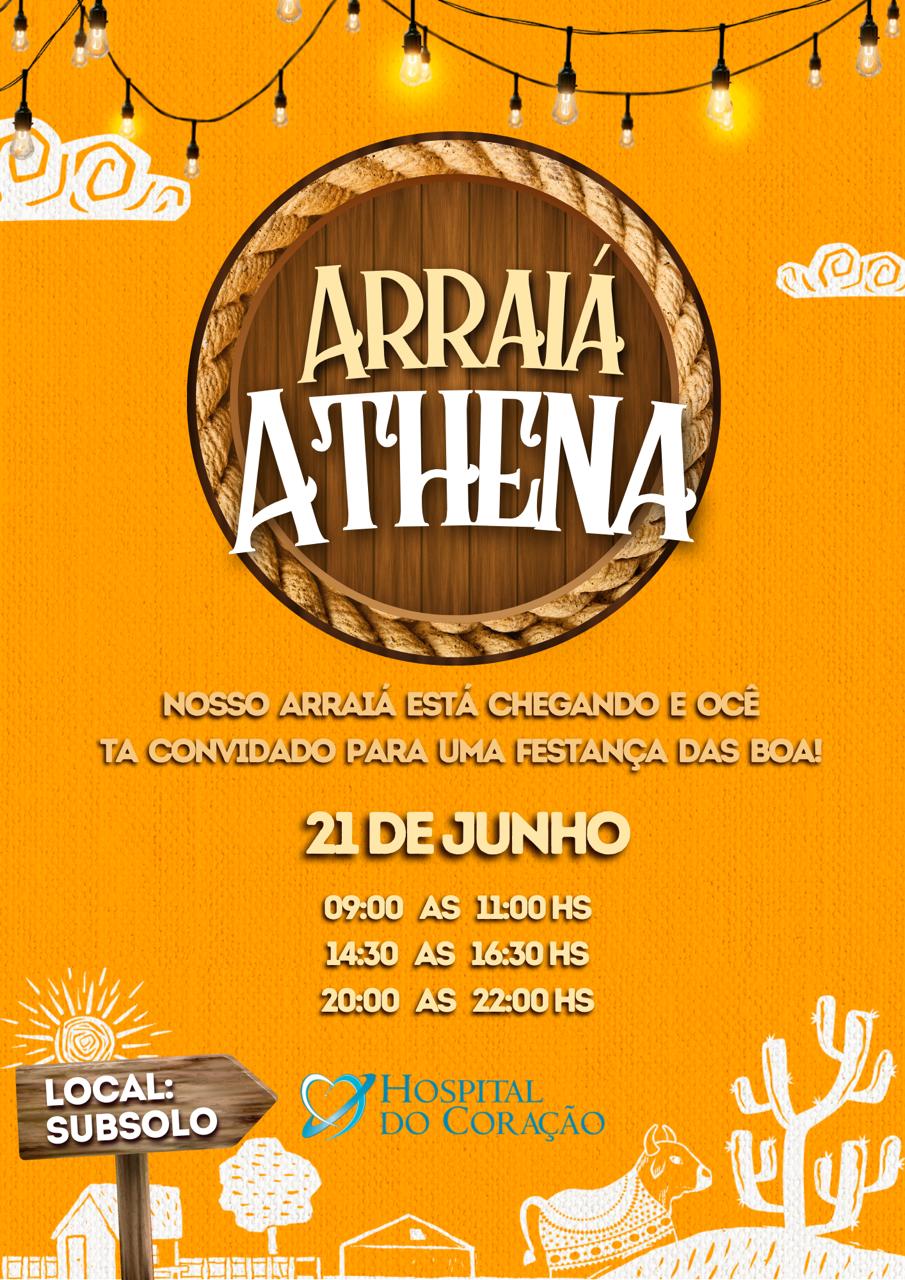 ARRAIÁ
ATHENA
NOSSO ARRAIÁ ESTÁ CHEGANDO E OCÊ
TA CONVIDADO PARA UMA FESTANÇA DAS BOA!
21 DE JUNHO
09:00 AS 11:00 HS
14:30 AS 16:30 HS
20:00 AS 22:00 HS
LOCAL:
SUBSOLO
HOSPITAL
DO CORAÇÃO